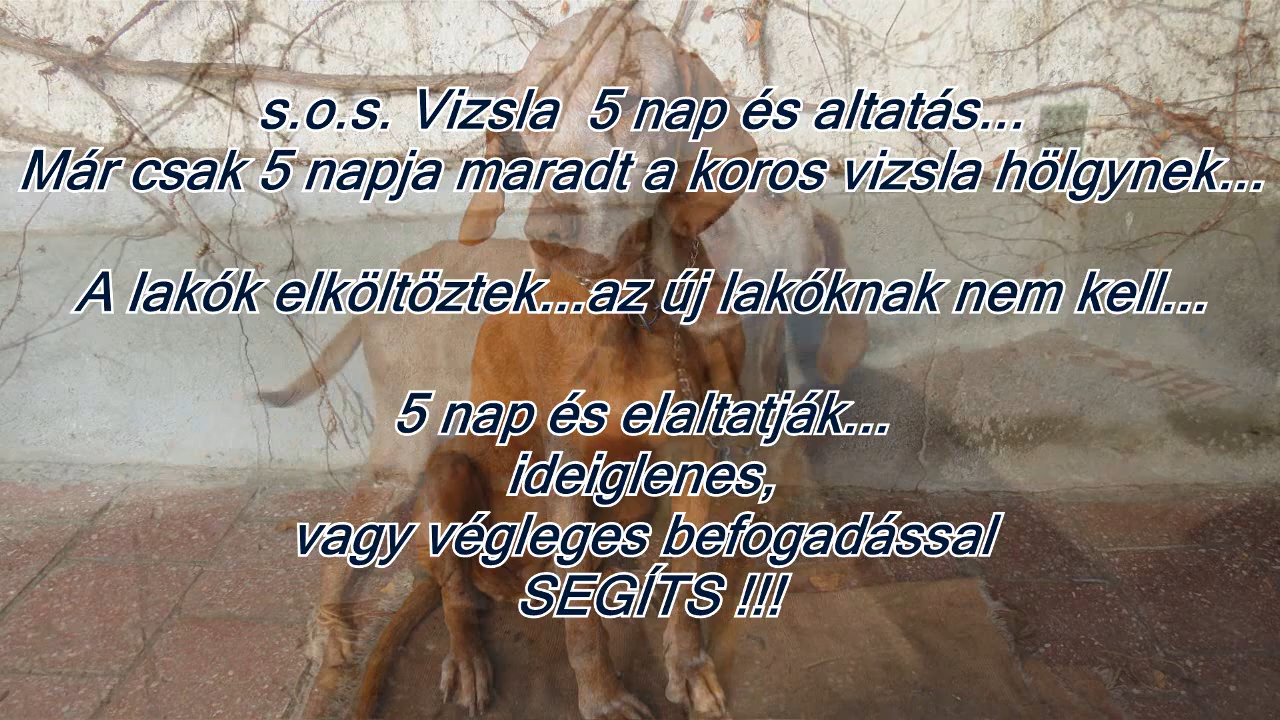 s.o.s. Vizsla 5 nap és altatás...
Már csak 5 napja maradt a koros vizsla hölgynek...
A lakók elköltöztek...az új lakóknak nem kell...
5 nap és elaltatják...
ideiglenes,
vagy végleges befogadással
SEGÍTS !!!